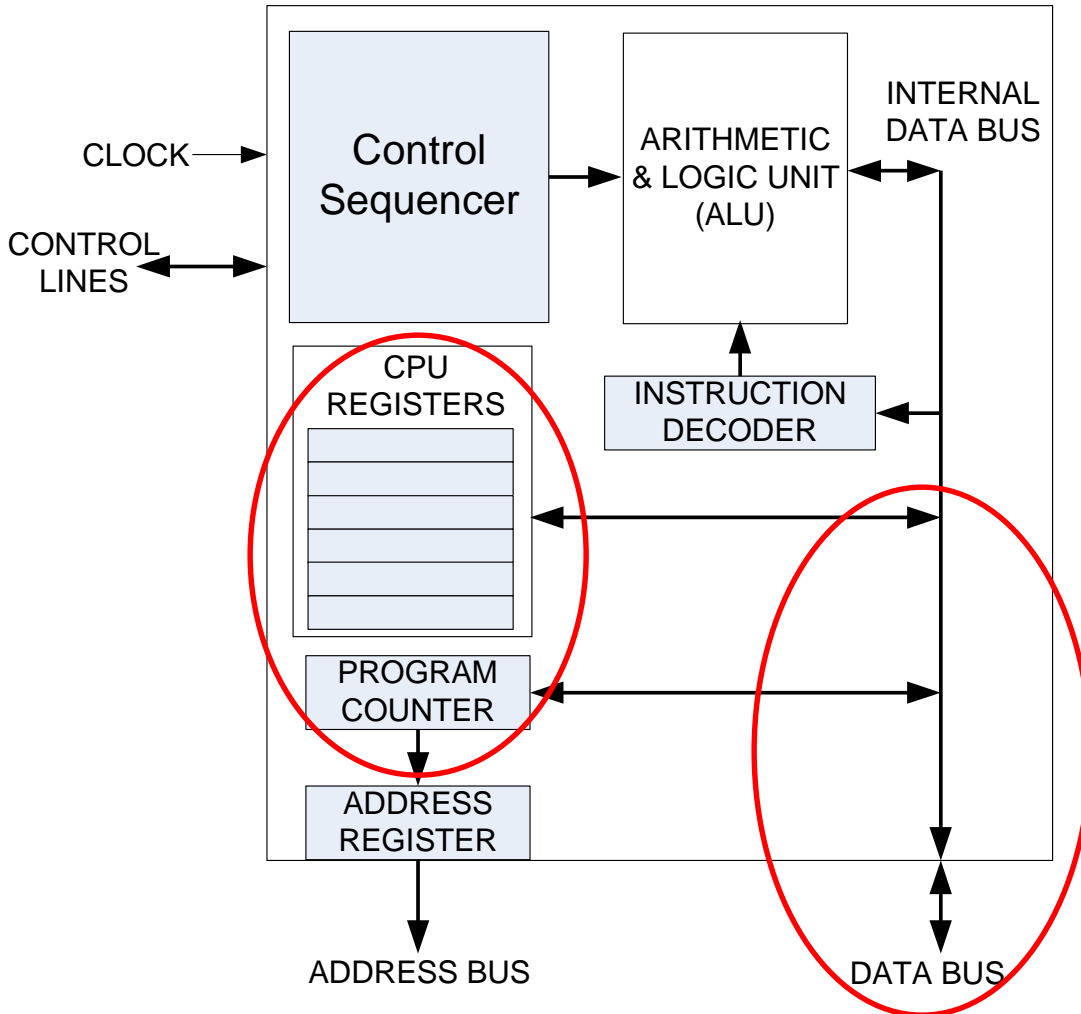 Control
Sequencer
ARITHMETIC
& LOGIC UNIT
(ALU)
INTERNAL
DATA BUS
CLOCK
CONTROL
LINES
CPU
REGISTERS
INSTRUCTION
DECODER
PROGRAM
COUNTER
ADDRESS
REGISTER
ADDRESS BUS
DATA BUS